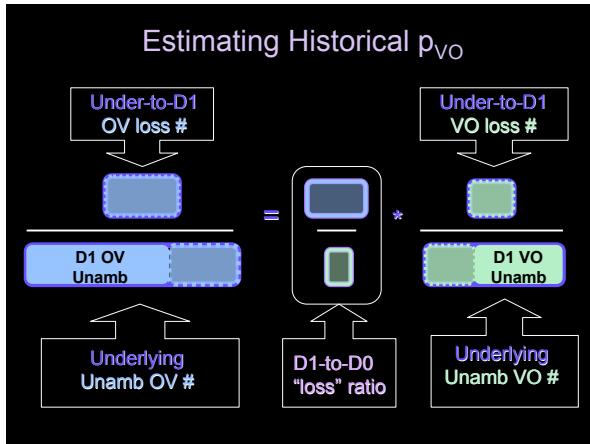 Estimating Historical pVO
Under-to-D1
OV loss #
Under-to-D1
VO loss #
=
*
D1 OV
Unamb
D1 VO
Unamb
Underlying
Unamb OV #
D1-to-D0
“loss” ratio
Underlying
Unamb VO #